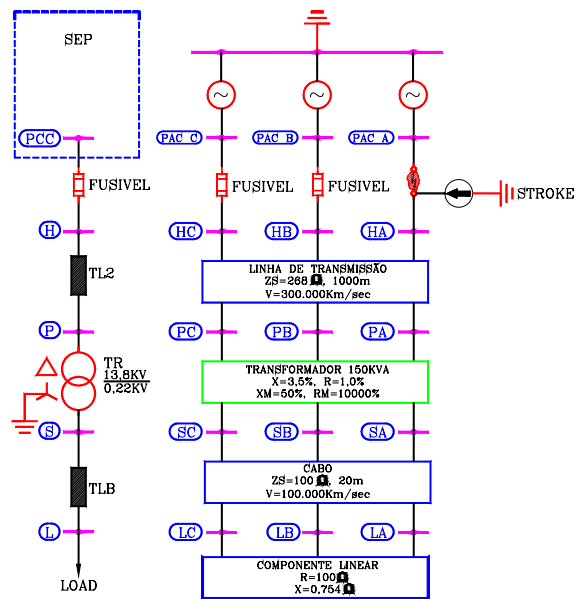 SEP
PCC
PAC C
PAC B
PAC A
FUSIVEL
FUSIVEL
FUSIVEL
STROKE
H
HC
HB
HA
TL2
LINHA DE TRANSMISSÃO
ZS=268Ω, 1000m
V=300.000Km/sec
P
PC
PB
PA
TR
13,8KV
0,22KV
TRANSFORMADOR 150KVA
X=3,5%, R=1,0%
XM=50%, RM=10000%
S
SC
SB
SA
TLB
CABO
ZS=100Ω, 20m
V=100.000Km/sec
L
LC
LB
LA
LOAD
COMPONENTE LINEAR
R=100Ω
X=0,754Ω